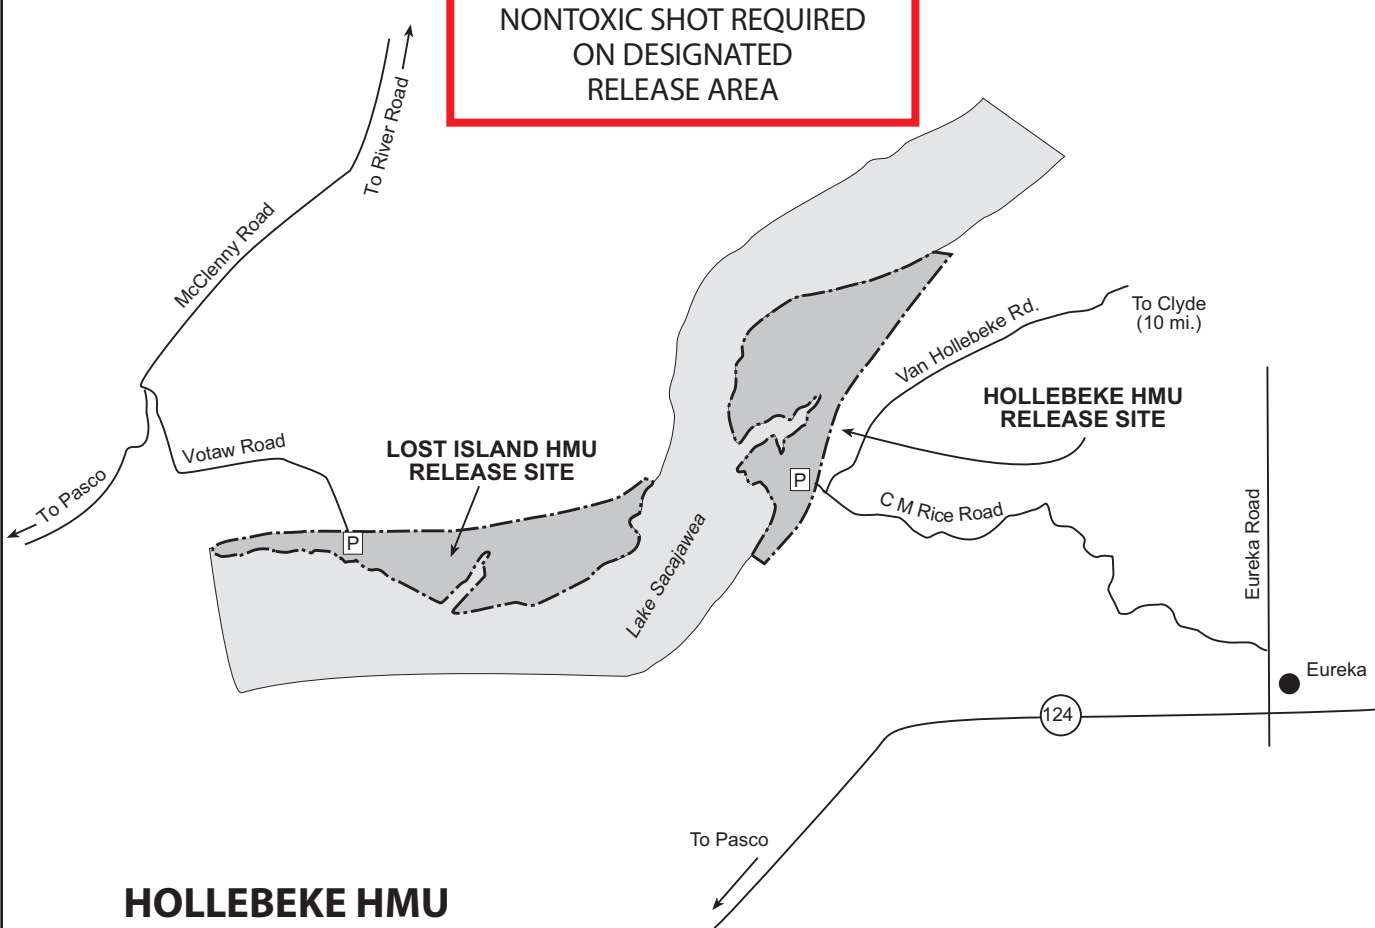 NONTOXIC SHOT REQUIRED
ON DESIGNATED
RELEASE AREA
To River Road
McClenny Road
To Clyde
(10 mi.)
Van Hollebeke Rd.
HOLLEBEKE HMU
RELEASE SITE
Votaw Road
LOST ISLAND HMU
RELEASE SITE
To Pasco
P
P
C M Rice Road
Eureka Road
Lake Sacajawea
Eureka
124
To Pasco
HOLLEBEKE HMU